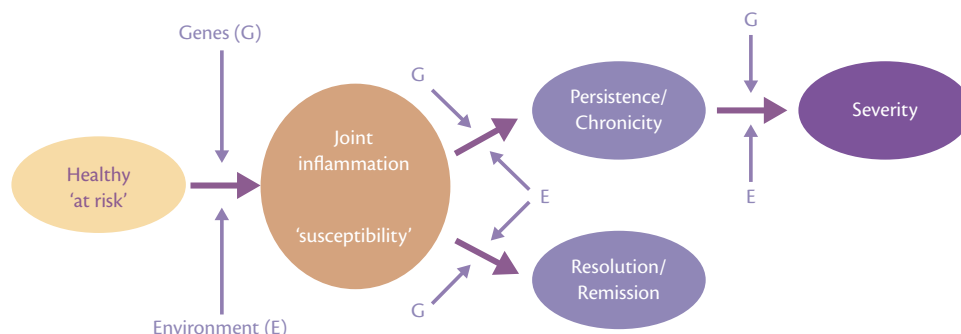 Genes (G)
G
G
Persistence/
Chronicity
Severity
Joint
inflammation
Healthy
'at risk'
E
E
'susceptibility'
Resolution/
Remission
G
Environment (E)